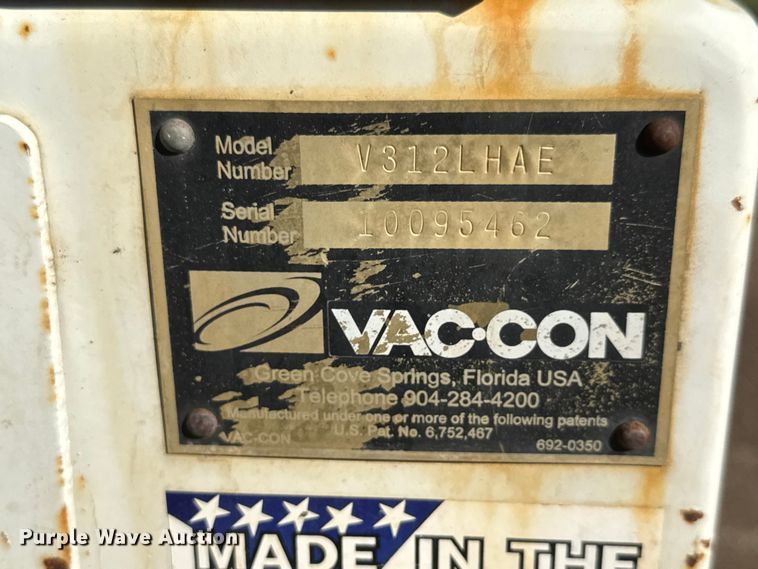 Model
Number
V312LHAE
Serial
Number
10095462
VAC-CON
Green Cove Springs, Florida USA
Telephone 904-284-4200
Manufactured under one or more of the following patents
U.S. Pat. No. 6,752,467
VAC-CON
692-0350
MADE IN THE
Purple Wave Auction